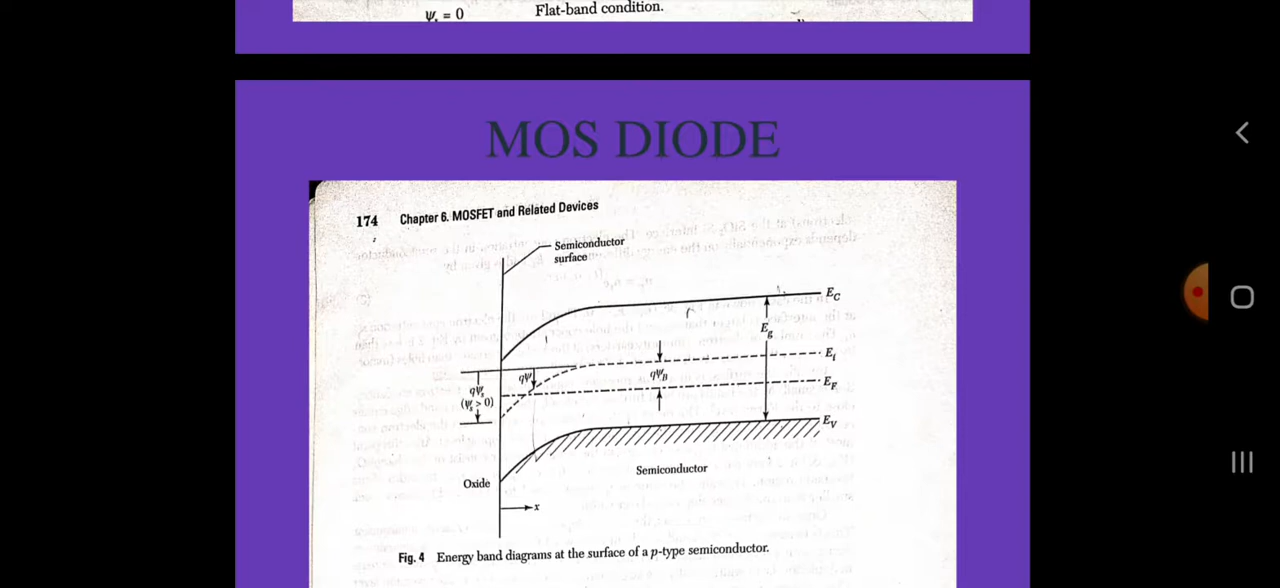 Ψs = 0 Flat-band condition.
MOS DIODE
174 Chapter 6. MOSFET and Related Devices
Semiconductor
surface
EC
Eg
Ei
qΨ
qΨB
qΨs
(Ψs > 0)
EF
EV
Semiconductor
Oxide
x
Fig. 4 Energy band diagrams at the surface of a p-type semiconductor.